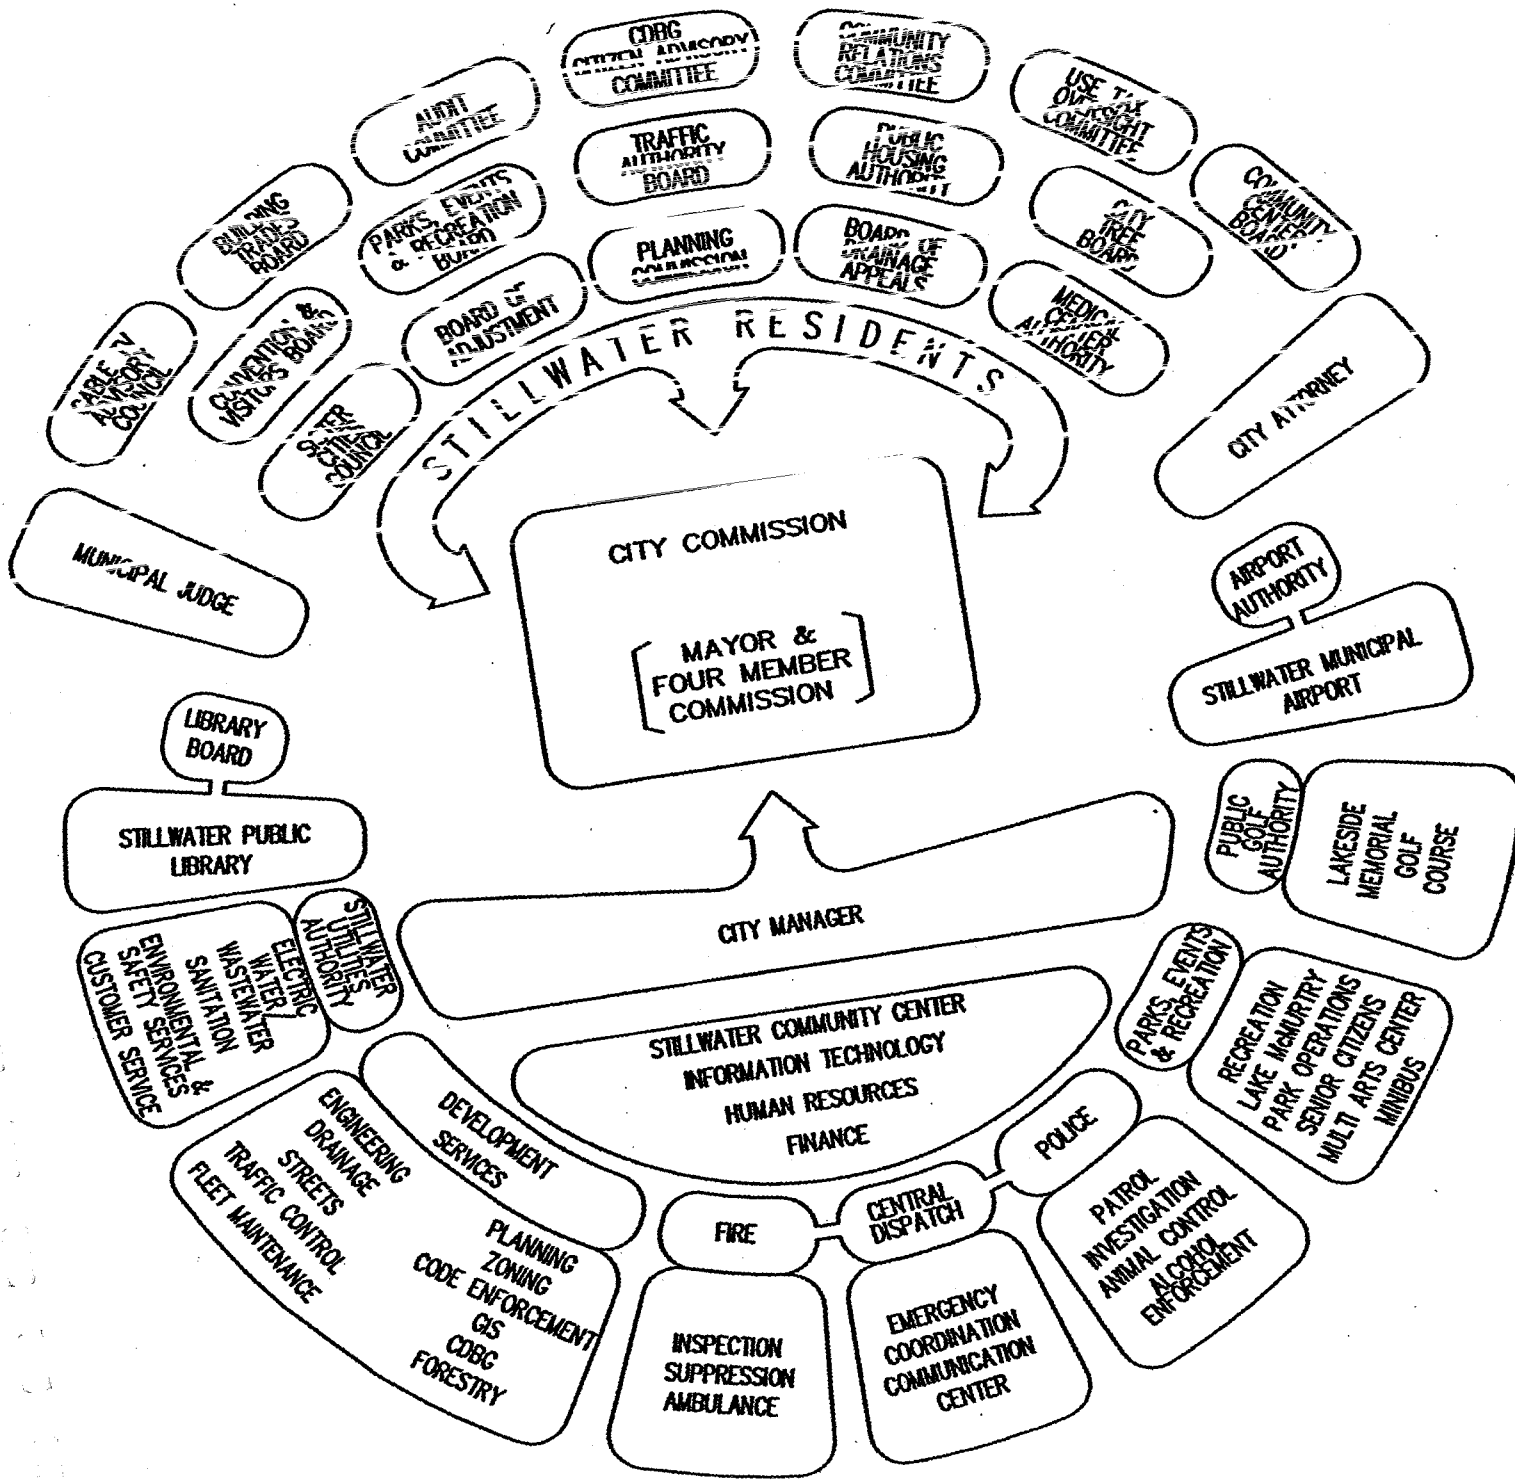 CDBG
CITIZEN ADVISORY
COMMITTEE
COMMUNITY
RELATIONS
COMMITTEE
USE TAX
OVERSIGHT
COMMITTEE
AUDIT
COMMITTEE
TRAFFIC
AUTHORITY
BOARD
PUBLIC
HOUSING
AUTHORITY
COMMUNITY
CENTER
BOARD
BUILDING
TRADES
BOARD
PARKS, EVENTS
& RECREATION
BOARD
PLANNING
COMMISSION
BOARD OF
DRAINAGE
APPEALS
CITY
TREE
BOARD
CABLE TV
ADVISORY
COUNCIL
CONVENTION &
VISITORS BOARD
SISTER
CITIES
COUNCIL
BOARD OF
ADJUSTMENT
MEDICAL
CENTER
AUTHORITY
STILLWATER RESIDENTS
CITY ATTORNEY
MUNICIPAL JUDGE
CITY COMMISSION
MAYOR &
FOUR MEMBER
COMMISSION
AIRPORT
AUTHORITY
STILLWATER MUNICIPAL
AIRPORT
LIBRARY
BOARD
STILLWATER PUBLIC
LIBRARY
PUBLIC
GOLF
AUTHORITY
LAKESIDE
MEMORIAL
GOLF
COURSE
CITY MANAGER
STILLWATER
UTILITIES
AUTHORITY
ELECTRIC
WATER/
WASTEWATER
SANITATION
ENVIRONMENTAL &
SAFETY SERVICES
CUSTOMER SERVICE
PARKS, EVENTS
& RECREATION
RECREATION
LAKE McMURTRY
PARK OPERATIONS
SENIOR CITIZENS
MULTI ARTS CENTER
MINIBUS
STILLWATER COMMUNITY CENTER
INFORMATION TECHNOLOGY
HUMAN RESOURCES
FINANCE
DEVELOPMENT
SERVICES
ENGINEERING
DRAINAGE
STREETS
TRAFFIC CONTROL
FLEET MAINTENANCE
PLANNING
ZONING
CODE ENFORCEMENT
GIS
CDBG
FORESTRY
FIRE
INSPECTION
SUPPRESSION
AMBULANCE
CENTRAL
DISPATCH
EMERGENCY
COORDINATION
COMMUNICATION
CENTER
POLICE
PATROL
INVESTIGATION
ANIMAL CONTROL
ALCOHOL
ENFORCEMENT